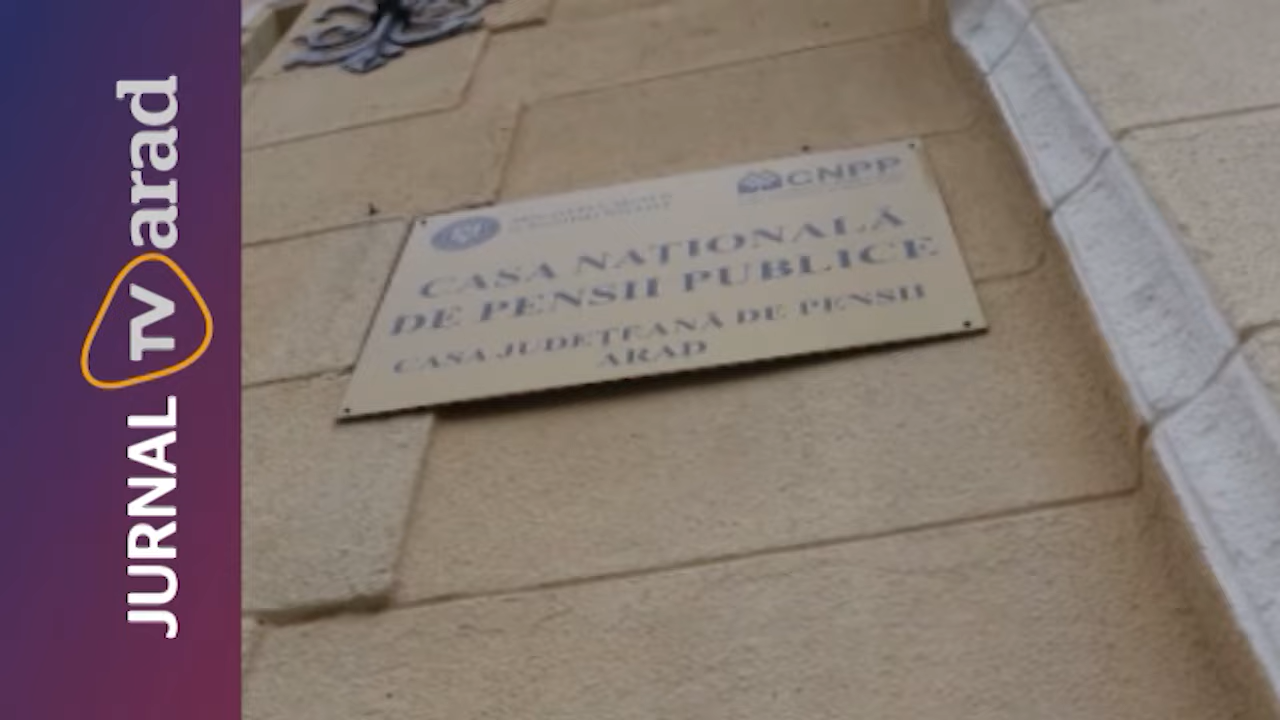 JURNAL TV arad
CNPP
CASA NAȚIONALĂ
DE PENSII PUBLICE
CASA JUDEȚEANĂ DE PENSII
ARAD